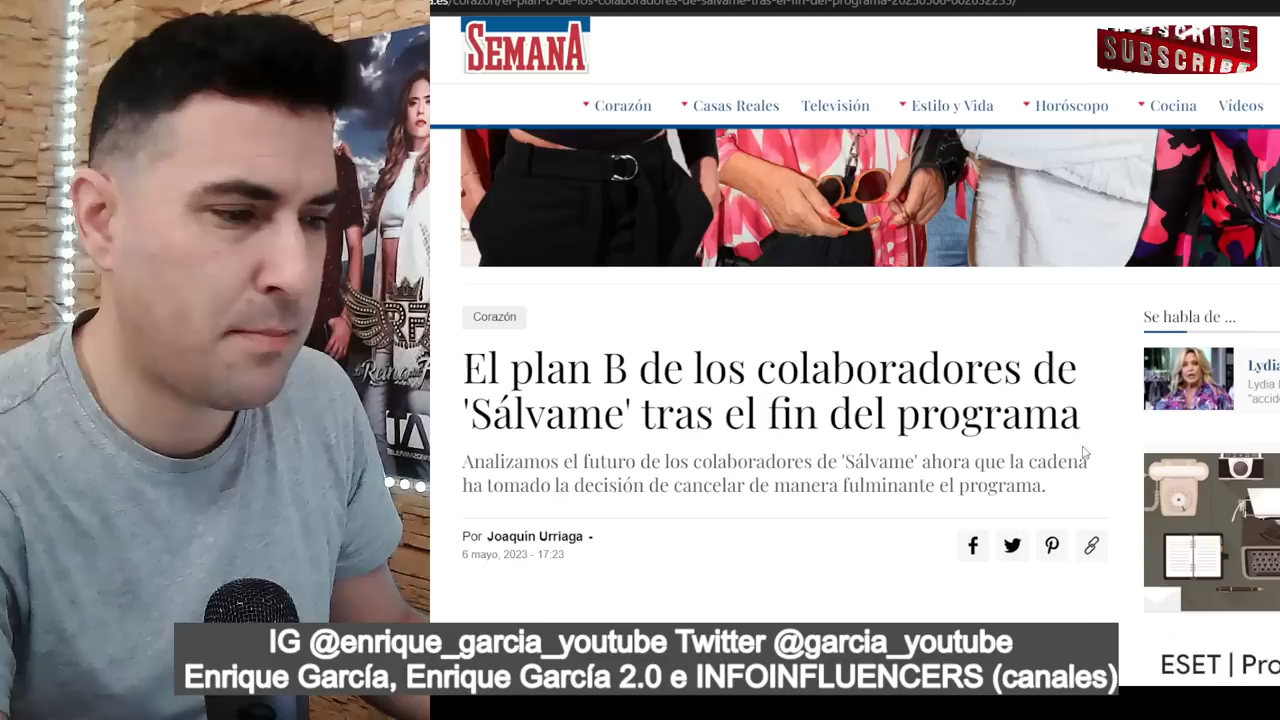 SEMANA
SUBSCRIBE
SUBSCRIBE
Corazón
Casas Reales
Televisión
Estilo y Vida
Horóscopo
Cocina
Vídeos
Corazón
El plan B de los colaboradores de
'Sálvame' tras el fin del programa
Analizamos el futuro de los colaboradores de 'Sálvame' ahora que la cadena
ha tomado la decisión de cancelar de manera fulminante el programa.
Por Joaquín Urriaga -
6 mayo, 2023 - 17:23
Se habla de ...
Lydia
"accid
ESET | Pro
IG @enrique_garcia_youtube Twitter @garcia_youtube
Enrique García, Enrique García 2.0 e INFOINFLUENCERS (canales)